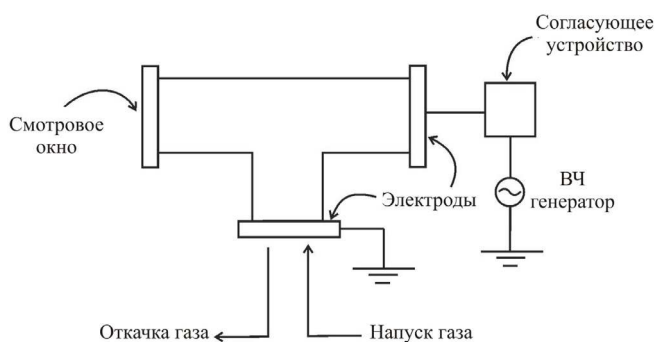 Согласующее
устройство
Смотровое
окно
Электроды
ВЧ
генератор
Откачка газа
Напуск газа